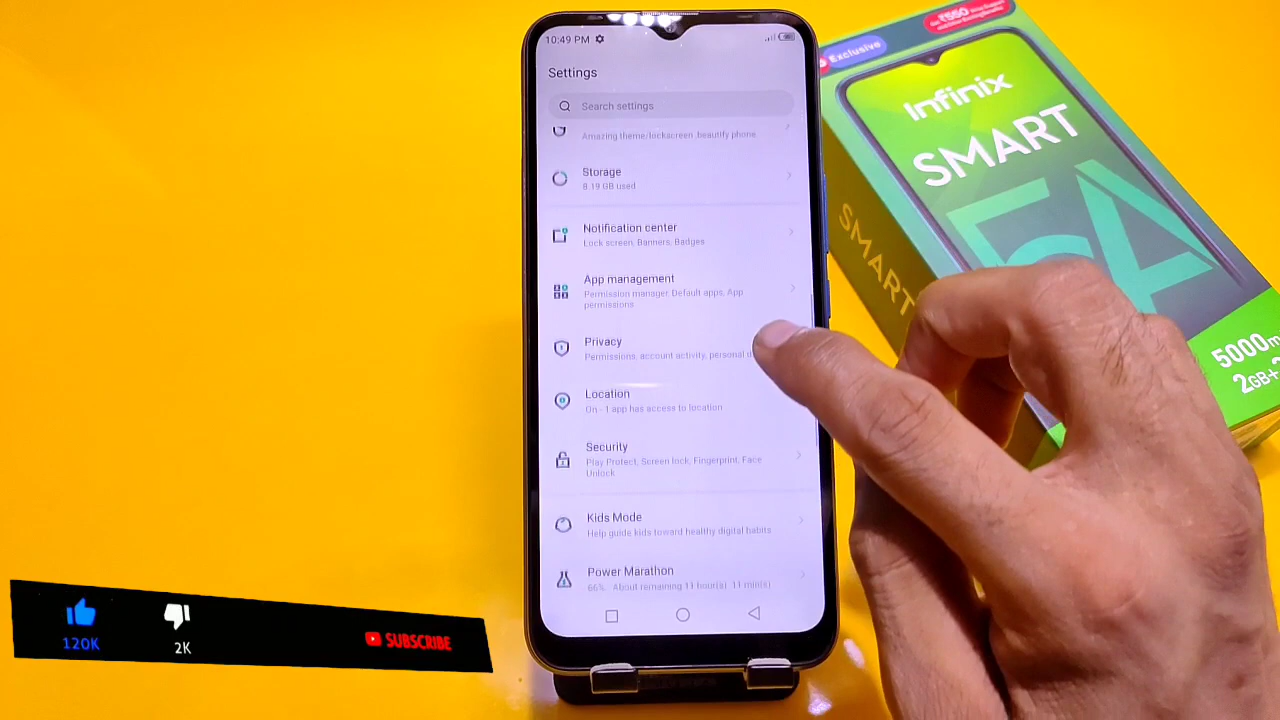 10:49 PM
Settings
Search settings
Amazing theme/lockscreen ,beautify phone.
Storage
8.19 GB used
Notification center
Lock screen, Banners, Badges
App management
Permission manager, Default apps, App
permissions
Privacy
Permissions, account activity, personal d
Location
On - 1 app has access to location
Security
Play Protect, Screen lock, Fingerprint, Face
Unlock
Kids Mode
Help guide kids toward healthy digital habits
Power Marathon
66% About remaining 11 hour(s) 11 min(s)
Exclusive
₹550
Infinix
SMART
5A
SMART
5000m
2GB+
120K
2K
SUBSCRIBE